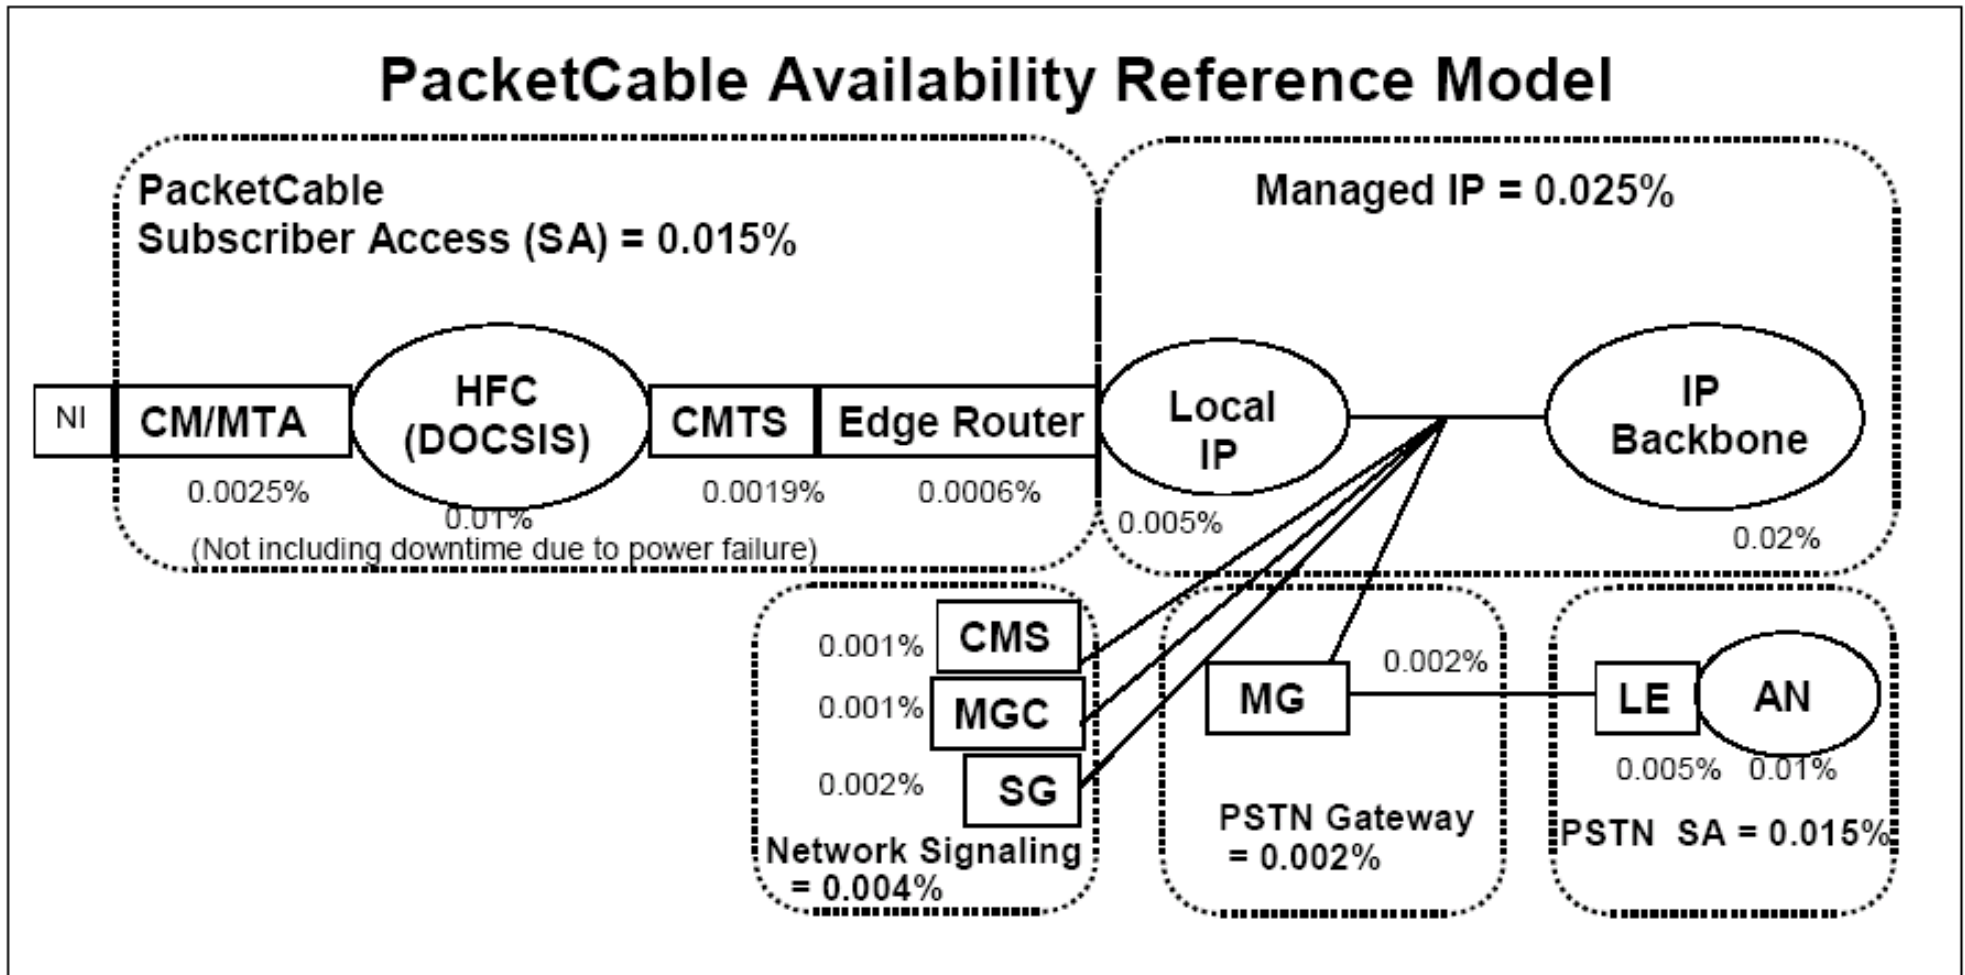 PacketCable Availability Reference Model
PacketCable
Subscriber Access (SA) = 0.015%
Managed IP = 0.025%
NI
CM/MTA
HFC
(DOCSIS)
CMTS
Edge Router
Local
IP
IP
Backbone
0.0025%
0.01%
0.0019%
0.0006%
0.005%
0.02%
(Not including downtime due to power failure)
0.001%
CMS
0.001%
MGC
0.002%
SG
Network Signaling
= 0.004%
MG
0.002%
PSTN Gateway
= 0.002%
LE
AN
0.005%
0.01%
PSTN SA = 0.015%